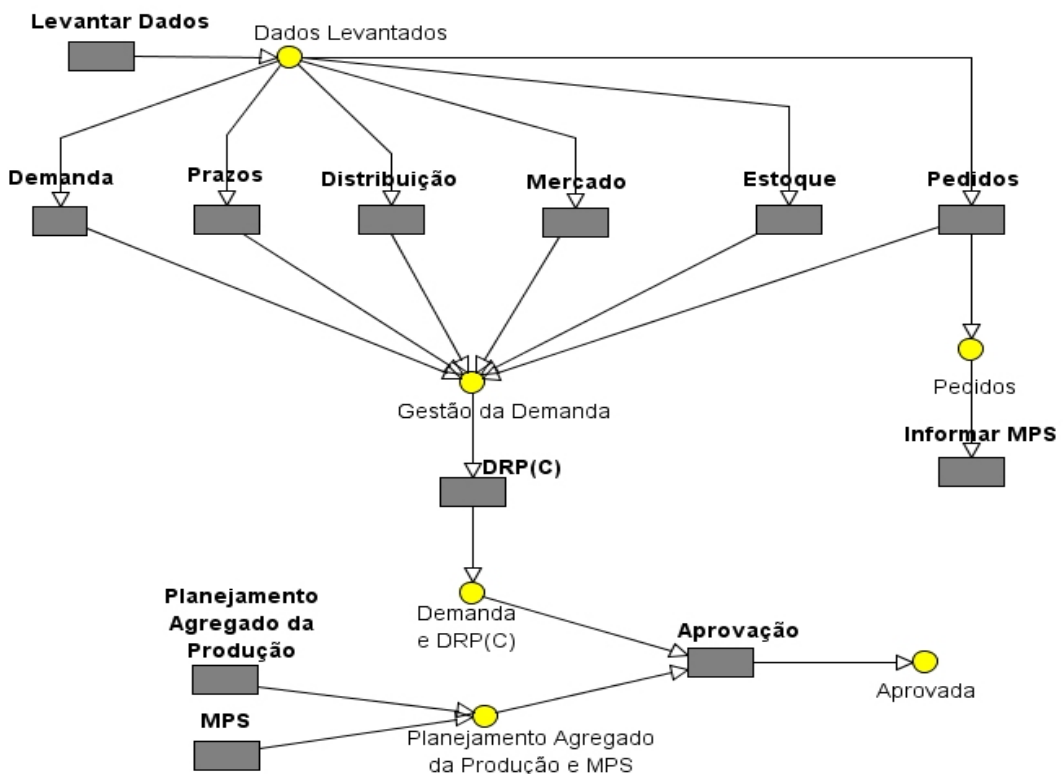 Levantar Dados
Dados Levantados
Demanda
Prazos
Distribuição
Mercado
Estoque
Pedidos
Pedidos
Gestão da Demanda
Informar MPS
DRP(C)
Demanda
e DRP(C)
Planejamento
Agregado da
Produção
Aprovação
Aprovada
MPS
Planejamento Agregado
da Produção e MPS